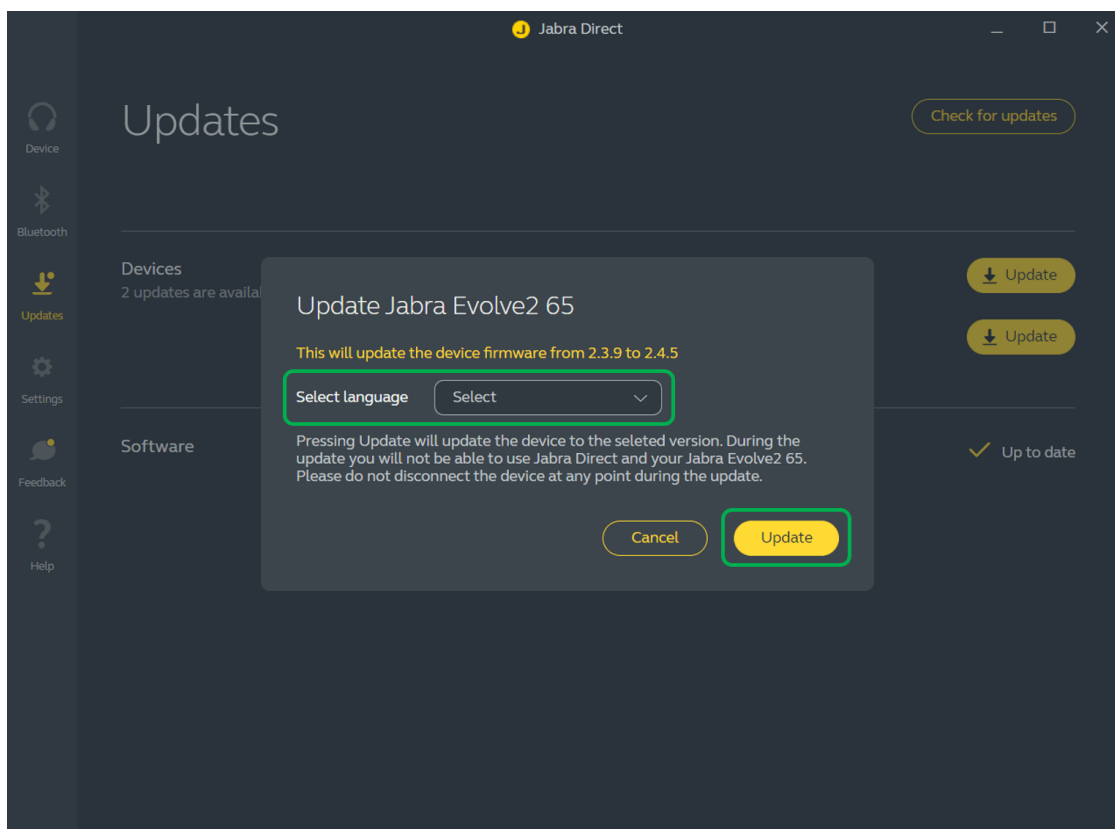 Jabra Direct
Device
Bluetooth
Updates
Settings
Feedback
Help
Updates
Check for updates
Devices
2 updates are
Update
Update
Software
Up to date
Update Jabra Evolve2 65
This will update the device firmware from 2.3.9 to 2.4.5
Select language Select
Pressing Update will update the device to the seleted version. During the
update you will not be able to use Jabra Direct and your Jabra Evolve2 65.
Please do not disconnect the device at any point during the update.
Cancel Update